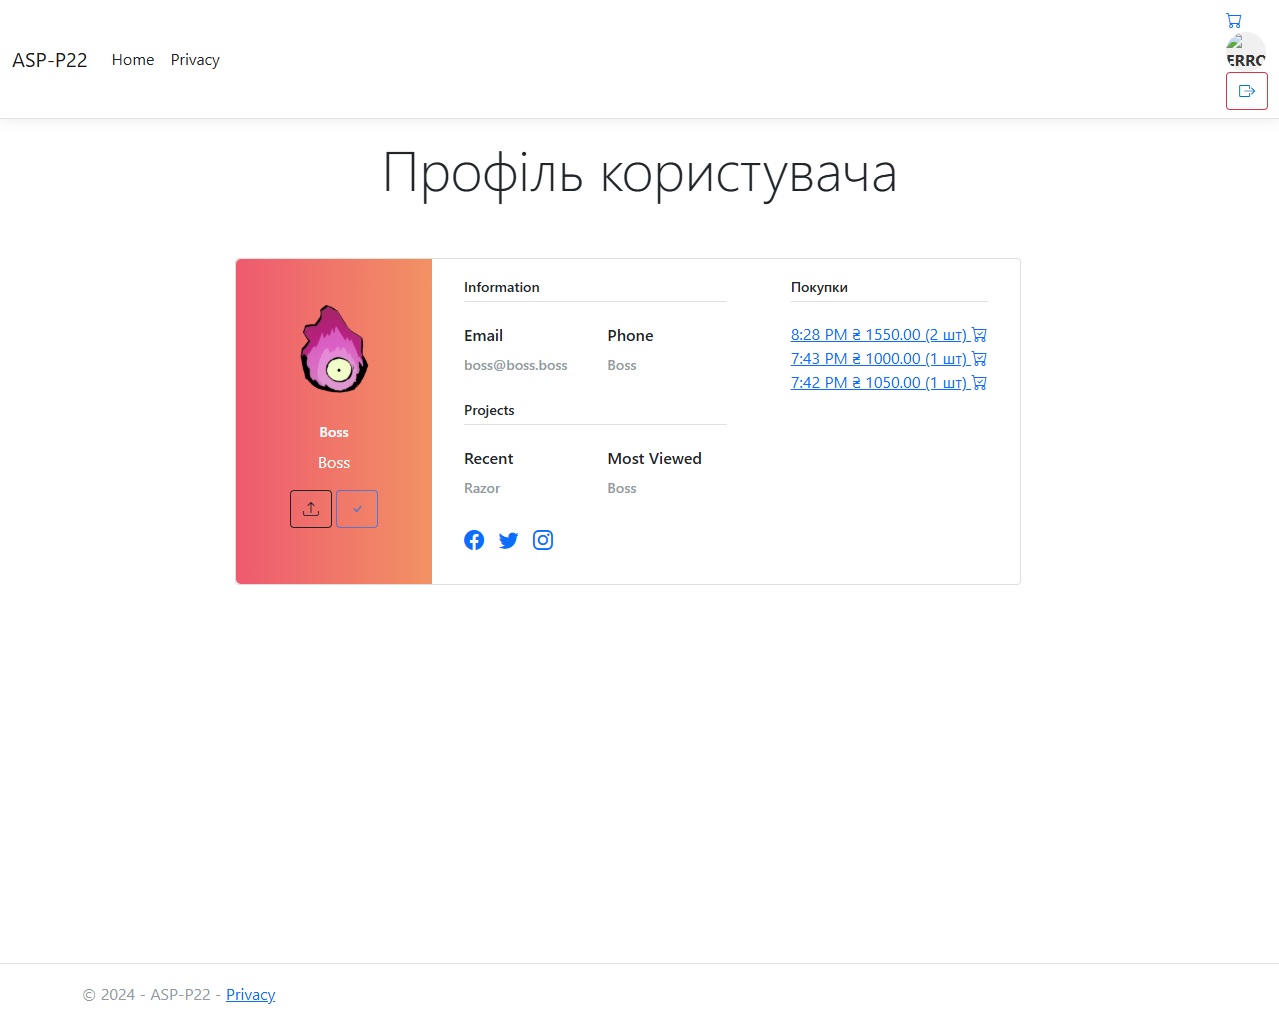 ASP-P22 Home Privacy
ERRO
Профіль користувача
Boss
Boss
Information
Email Phone
boss@boss.boss Boss
Projects
Recent Most Viewed
Razor Boss
Покупки
8:28 PM ₴ 1550.00 (2 шт)
7:43 PM ₴ 1000.00 (1 шт)
7:42 PM ₴ 1050.00 (1 шт)
© 2024 - ASP-P22 - Privacy